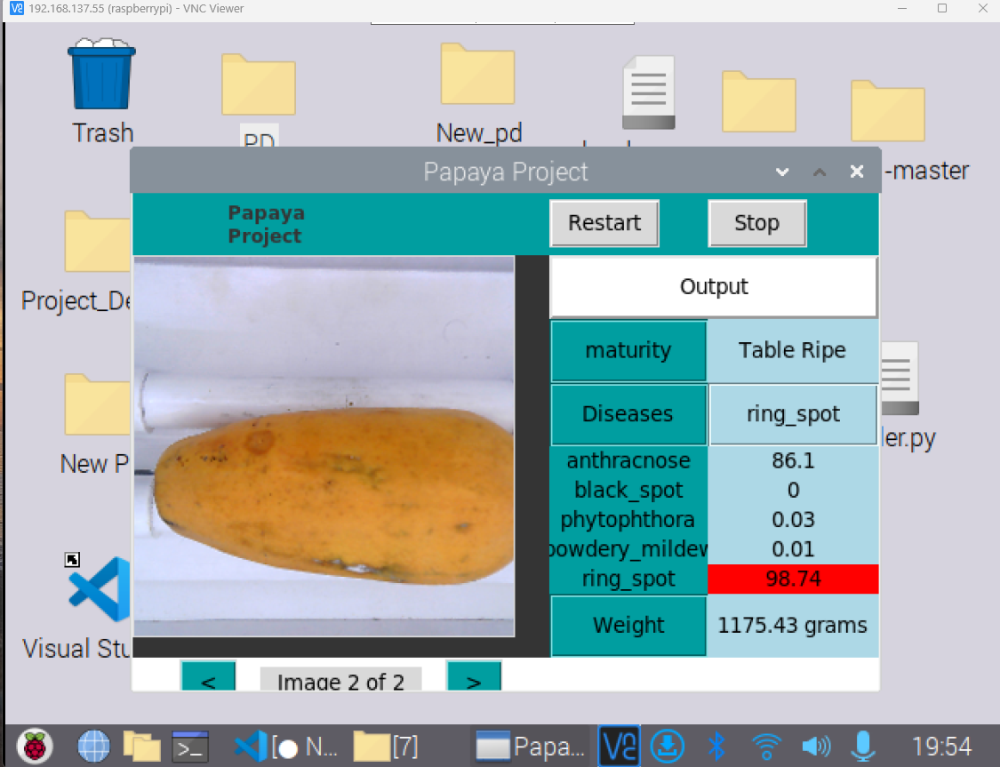 192.168.137.55 (raspberrypi) - VNC Viewer
Trash
PD
New_pd
-master
Papaya Project
Papaya
Project
Restart
Stop
Output
maturity
Table Ripe
Diseases
ring_spot
anthracnose
86.1
black_spot
0
phytophthora
0.03
powdery_mildew
0.01
ring_spot
98.74
Weight
1175.43 grams
<
Image 2 of 2
>
Project_De
New P
Visual Stu
ler.py
[● N...
[7]
Papa...
19:54